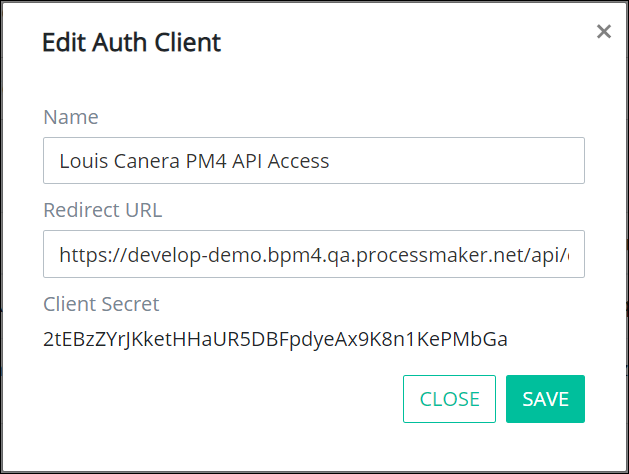 Edit Auth Client
×
Name
Louis Canera PM4 API Access
Redirect URL
https://develop-demo.bpm4.qa.processmaker.net/api/
Client Secret
2tEBzZYrJKketHHaUR5DBFpdyeAx9K8n1KePMbGa
CLOSE SAVE